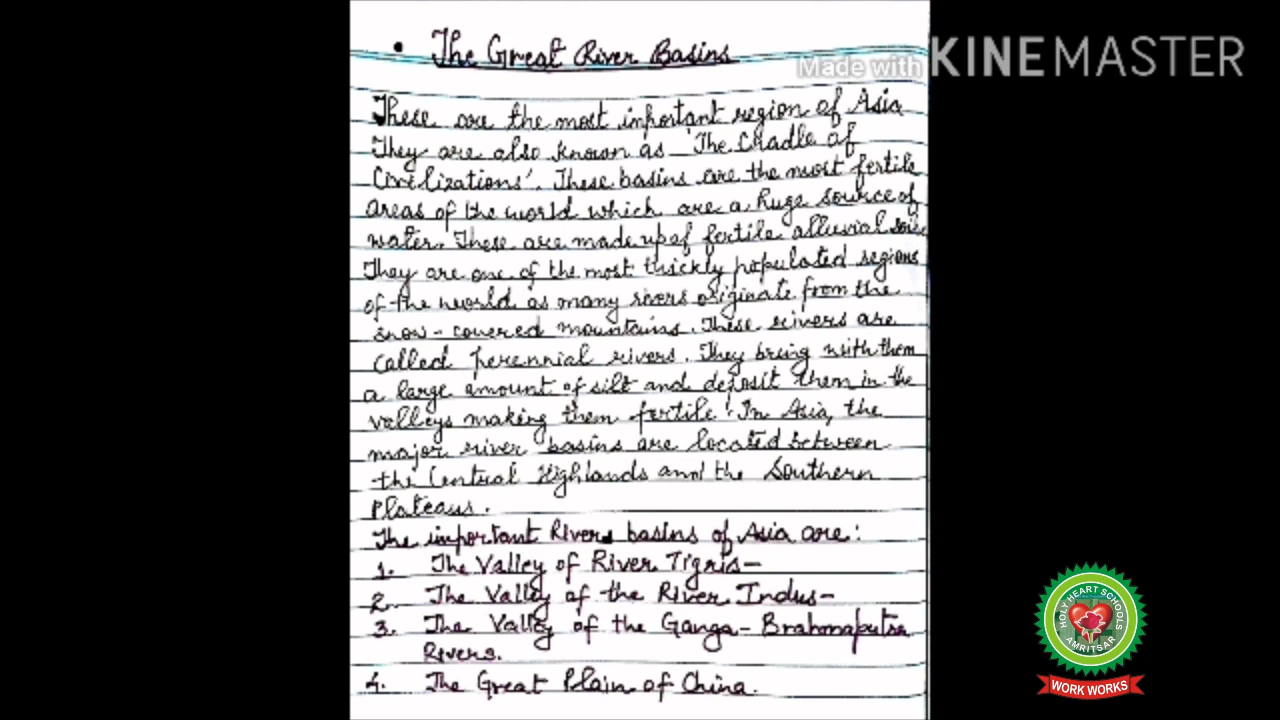 • The Great River Basins
Made with KINEMASTER
These are the most important region of Asia
They are also known as 'The Cradle of
Civilizations'. These basins are the most fertile
areas of the world which are a huge source of
water. These are made up of fertile alluvial
They are one of the most thickly populated regions
of the world as many rivers originate from the
snow-covered mountains. These rivers are
called perennial rivers. They bring with them
a large amount of silt and deposit them in the
valleys making them fertile! In Asia, the
major river basins are located between
the Central Highlands and the Southern
Plateaus.
The important Rivers basins of Asia are:
1. The Valley of River Tigris-
2. The Valley of the River Indus-
3. The Valley of the Ganga-Brahmaputra
Rivers.
4. The Great Plain of China.
HOLY HEART SCHOOLS
AMRITSAR
WORK WORKS